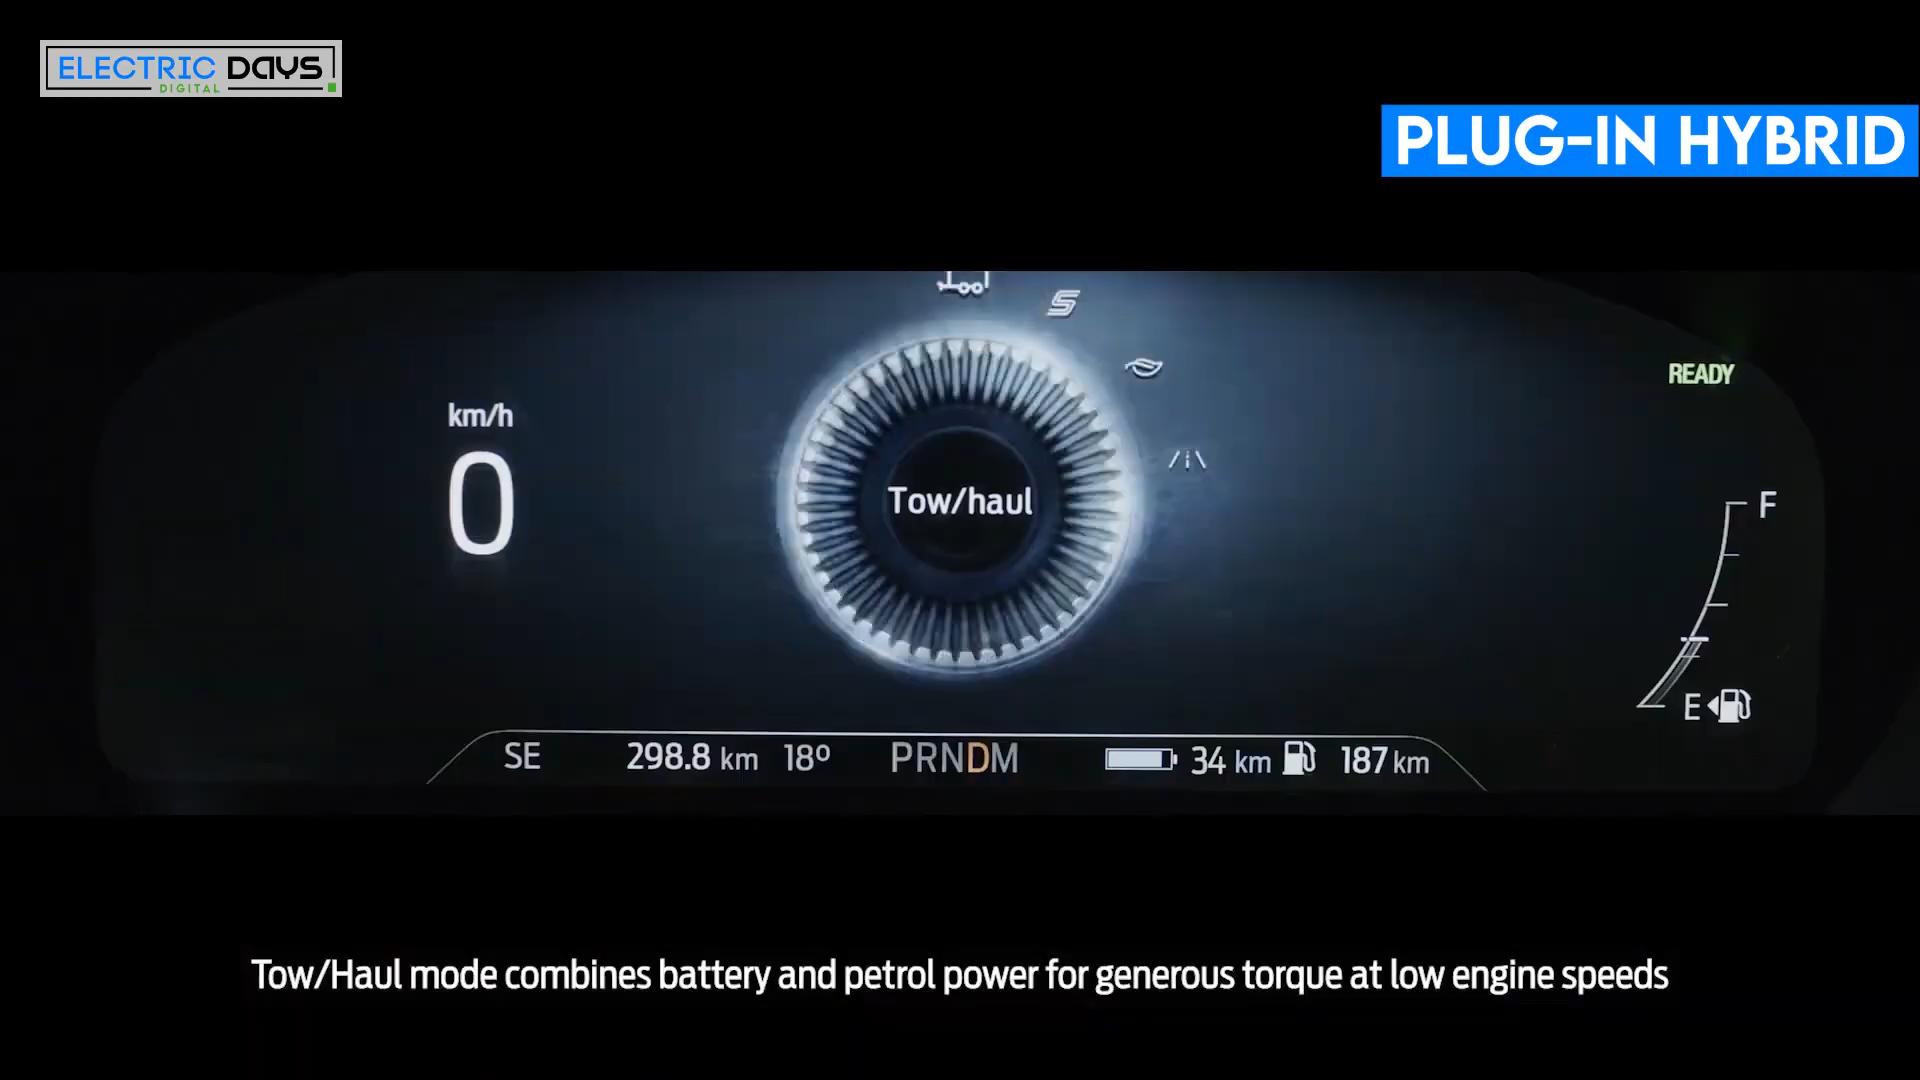 ELECTRIC DAYS
DIGITAL
PLUG-IN HYBRID
S
READY
km/h
0
Tow/haul
F
E
SE 298.8 km 18º PRNDM 34 km 187 km
Tow/Haul mode combines battery and petrol power for generous torque at low engine speeds